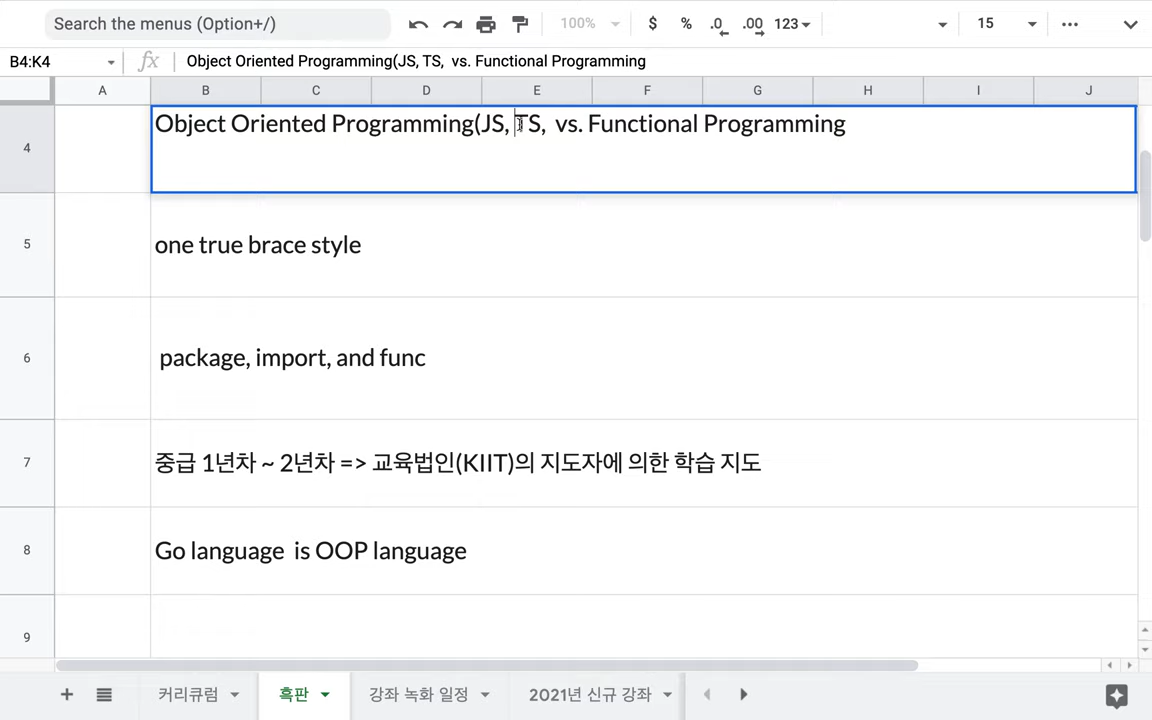 Search the menus (Option+/)
100%
$ % .0 .00 123
15
B4:K4
fx Object Oriented Programming(JS, TS,  vs. Functional Programming
A B C D E F G H I J
4 Object Oriented Programming(JS, TS,  vs. Functional Programming
5 one true brace style
6 package, import, and func
7 중급 1년차 ~ 2년차 => 교육법인(KIIT)의 지도자에 의한 학습 지도
8 Go language  is OOP language
9
커리큘럼 흑판 강좌 녹화 일정 2021년 신규 강좌